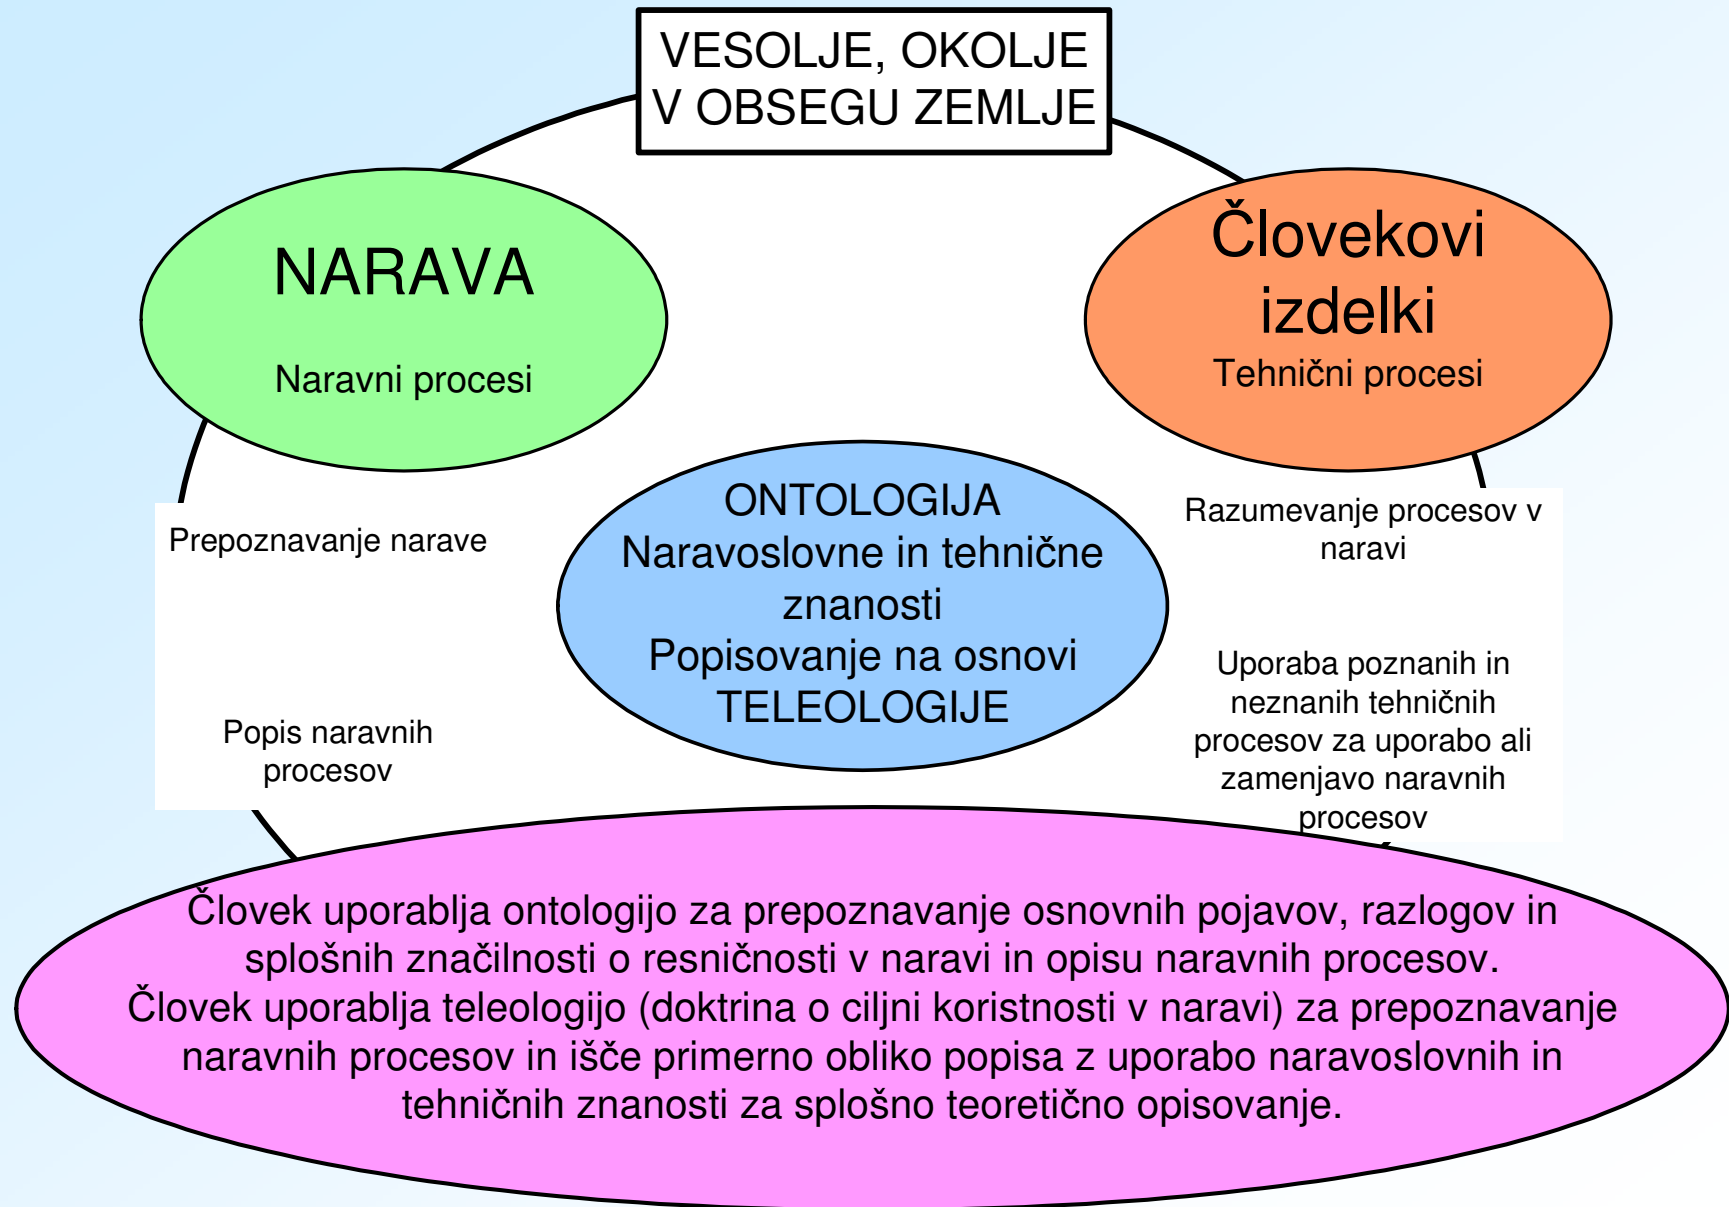 VESOLJE, OKOLJE
V OBSEGU ZEMLJE
NARAVA
Naravni procesi
Človekovi
izdelki
Tehnični procesi
ONTOLOGIJA
Naravoslovne in tehnične
znanosti
Popisovanje na osnovi
TELEOLOGIJE
Prepoznavanje narave
Popis naravnih
procesov
Razumevanje procesov v
naravi
Uporaba poznanih in
neznanih tehničnih
procesov za uporabo ali
zamenjavo naravnih
procesov
Človek uporablja ontologijo za prepoznavanje osnovnih pojavov, razlogov in
splošnih značilnosti o resničnosti v naravi in opisu naravnih procesov.
Človek uporablja teleologijo (doktrina o ciljni koristnosti v naravi) za prepoznavanje
naravnih procesov in išče primerno obliko popisa z uporabo naravoslovnih in
tehničnih znanosti za splošno teoretično opisovanje.